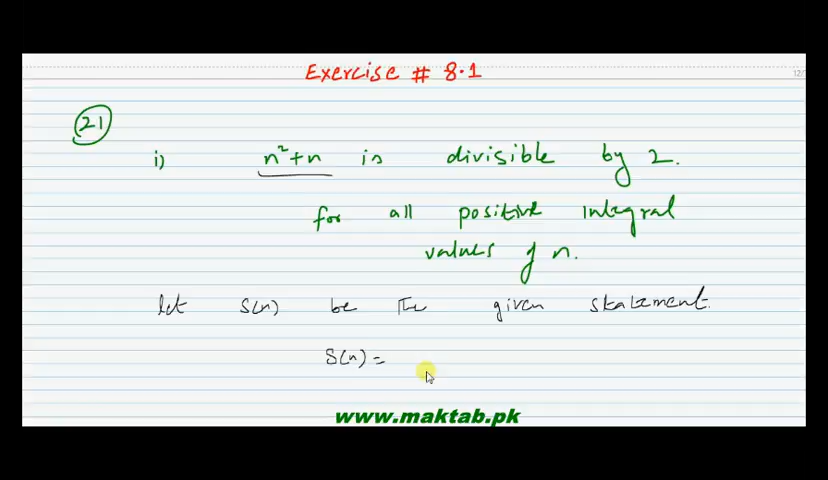 Exercise # 8.1
21
i) n²+n is divisible by 2.
for all positive integral
values of n.
let S(n) be the given statement.
S(n) =
www.maktab.pk